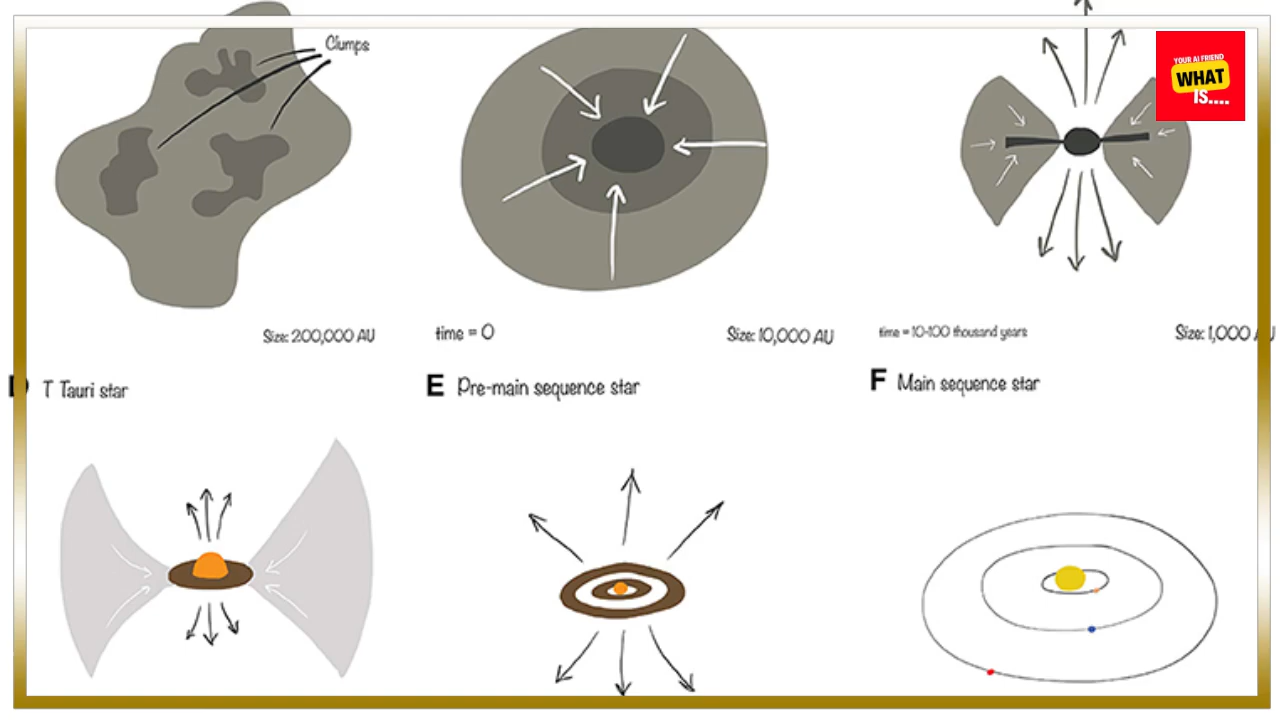 Clumps
YOUR AI FRIEND
WHAT
IS....
Size: 200,000 AU
time = 0
Size: 10,000 AU
time = 10-100 thousand years
Size: 1,000 AU
D T Tauri star
E Pre-main sequence star
F Main sequence star